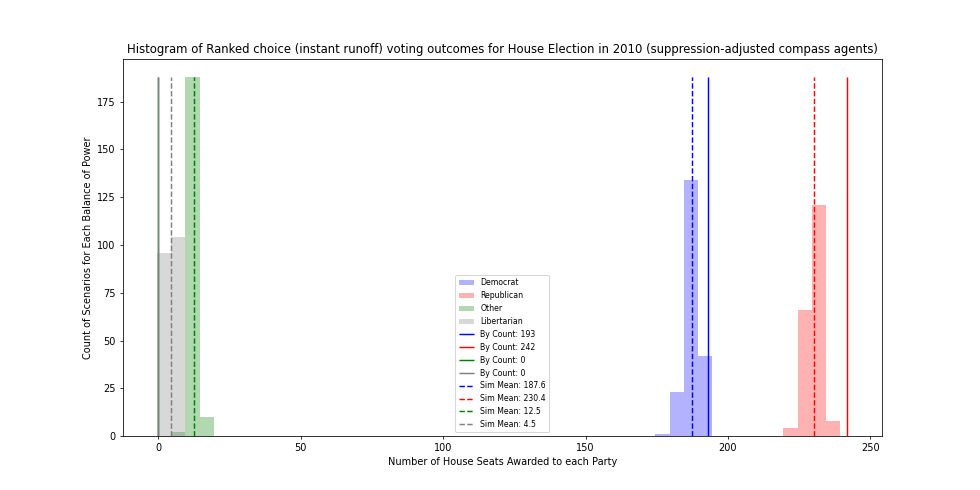 Histogram of Ranked choice (instant runoff) voting outcomes for House Election in 2010 (suppression-adjusted compass agents)
Count of Scenarios for Each Balance of Power
175
150
125
100
75
50
25
0
Democrat
Republican
Other
Libertarian
By Count: 193
By Count: 242
By Count: 0
By Count: 0
Sim Mean: 187.6
Sim Mean: 230.4
Sim Mean: 12.5
Sim Mean: 4.5
0 50 100 150 200 250
Number of House Seats Awarded to each Party